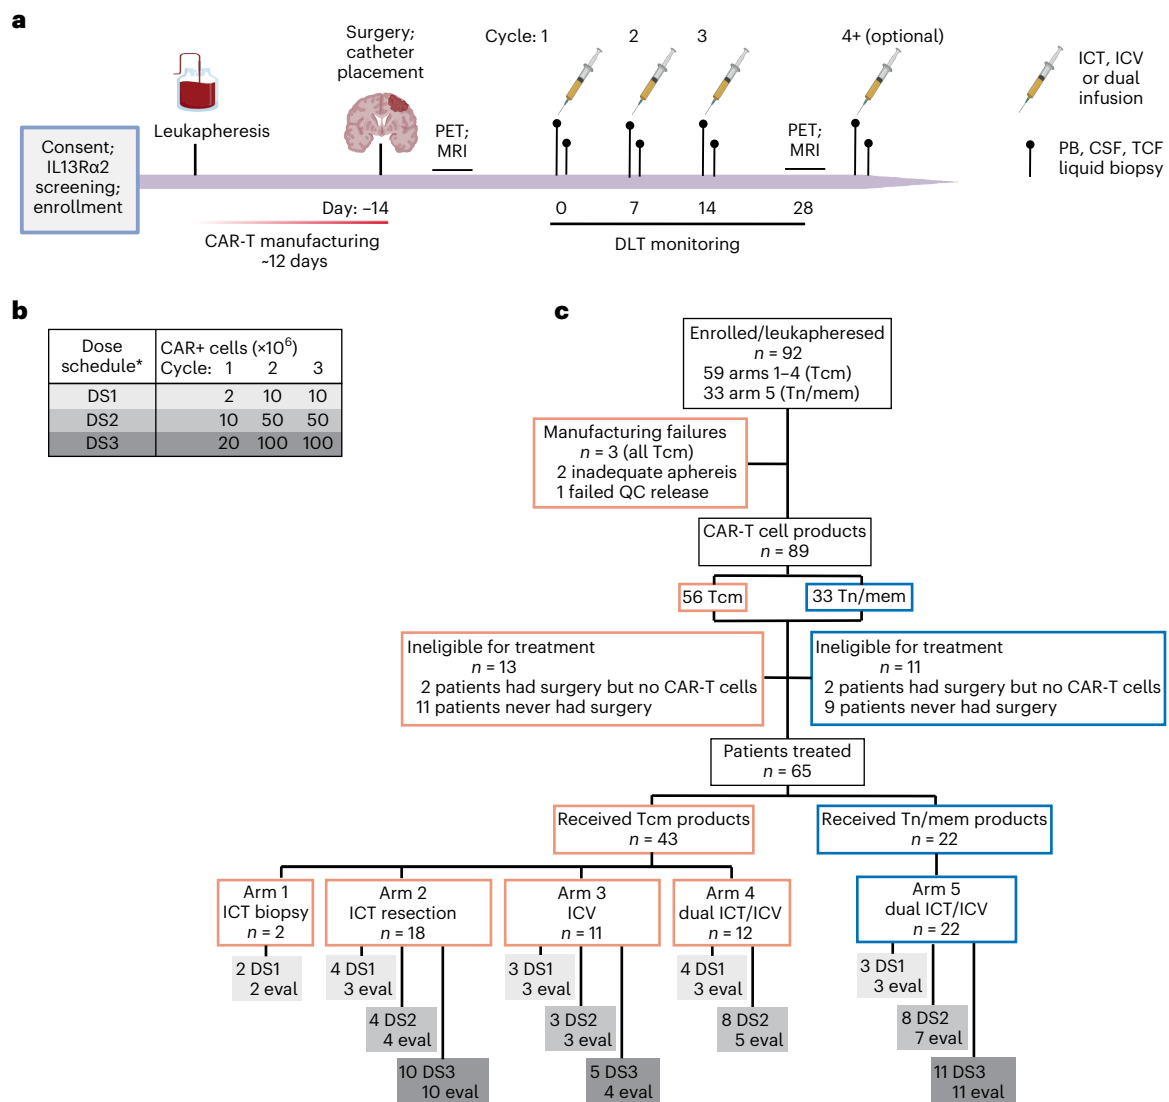 a
Consent;
IL13Rα2
screening;
enrollment
Leukapheresis
Surgery;
catheter
placement
PET;
MRI
Cycle: 1
2
3
4+ (optional)
PET;
MRI
ICT, ICV
or dual
infusion
PB, CSF, TCF
liquid biopsy
Day: –14
0
7
14
28
CAR-T manufacturing
~12 days
DLT monitoring
b
Dose
schedule*
CAR+ cells (×10⁶)
Cycle: 1 2 3
DS1 2 10 10
DS2 10 50 50
DS3 20 100 100
c
Enrolled/leukapheresed
n = 92
59 arms 1–4 (Tcm)
33 arm 5 (Tn/mem)
Manufacturing failures
n = 3 (all Tcm)
2 inadequate aphereis
1 failed QC release
CAR-T cell products
n = 89
56 Tcm
33 Tn/mem
Ineligible for treatment
n = 13
2 patients had surgery but no CAR-T cells
11 patients never had surgery
Ineligible for treatment
n = 11
2 patients had surgery but no CAR-T cells
9 patients never had surgery
Patients treated
n = 65
Received Tcm products
n = 43
Received Tn/mem products
n = 22
Arm 1
ICT biopsy
n = 2
2 DS1
2 eval
Arm 2
ICT resection
n = 18
4 DS1
3 eval
4 DS2
4 eval
10 DS3
10 eval
Arm 3
ICV
n = 11
3 DS1
3 eval
3 DS2
3 eval
5 DS3
4 eval
Arm 4
dual ICT/ICV
n = 12
4 DS1
3 eval
8 DS2
5 eval
Arm 5
dual ICT/ICV
n = 22
3 DS1
3 eval
8 DS2
7 eval
11 DS3
11 eval